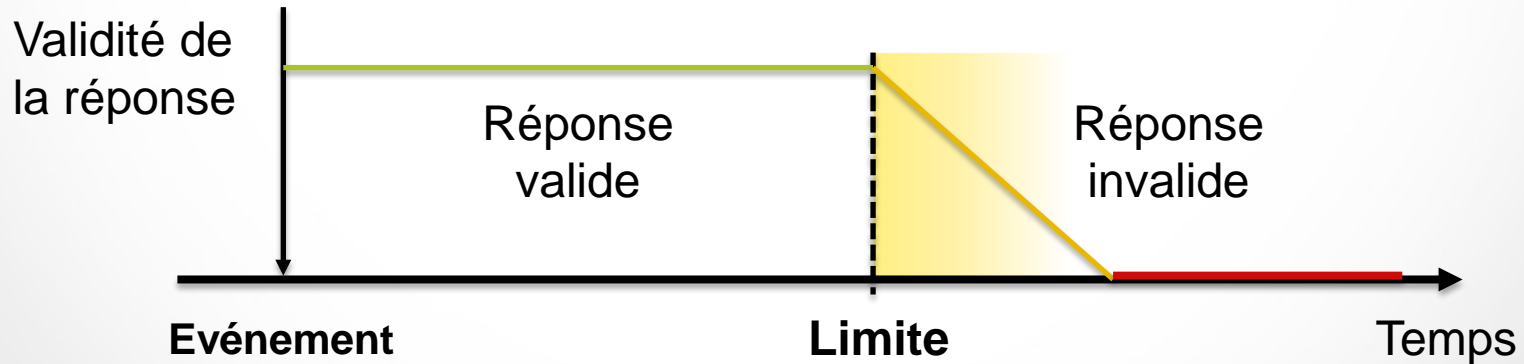 Validité de
la réponse
Réponse
valide
Réponse
invalide
Evénement
Limite
Temps